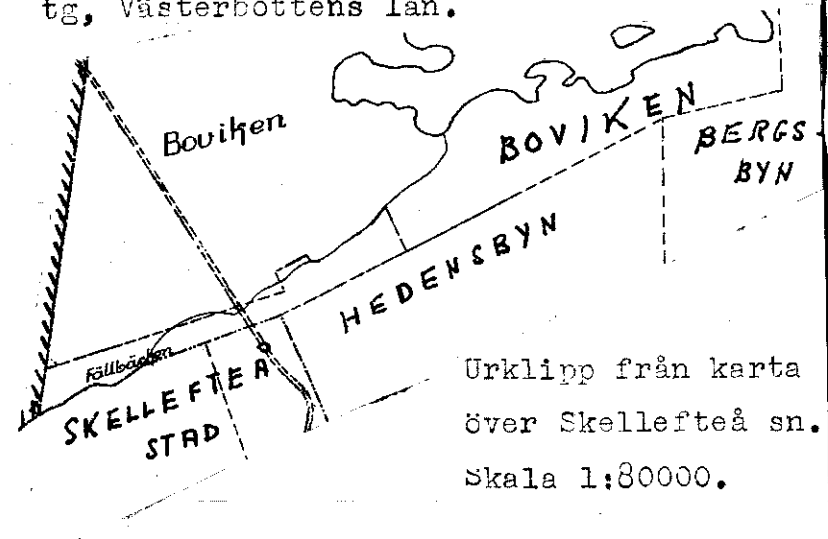 tg, Västerbottens län.
Boviken
BOVIKEN
BERGS-
BYN
HEDENSBYN
Fällbäcken
SKELLEFTEÅ
STAD
Urklipp från karta
över Skellefteå sn.
Skala 1:80000.